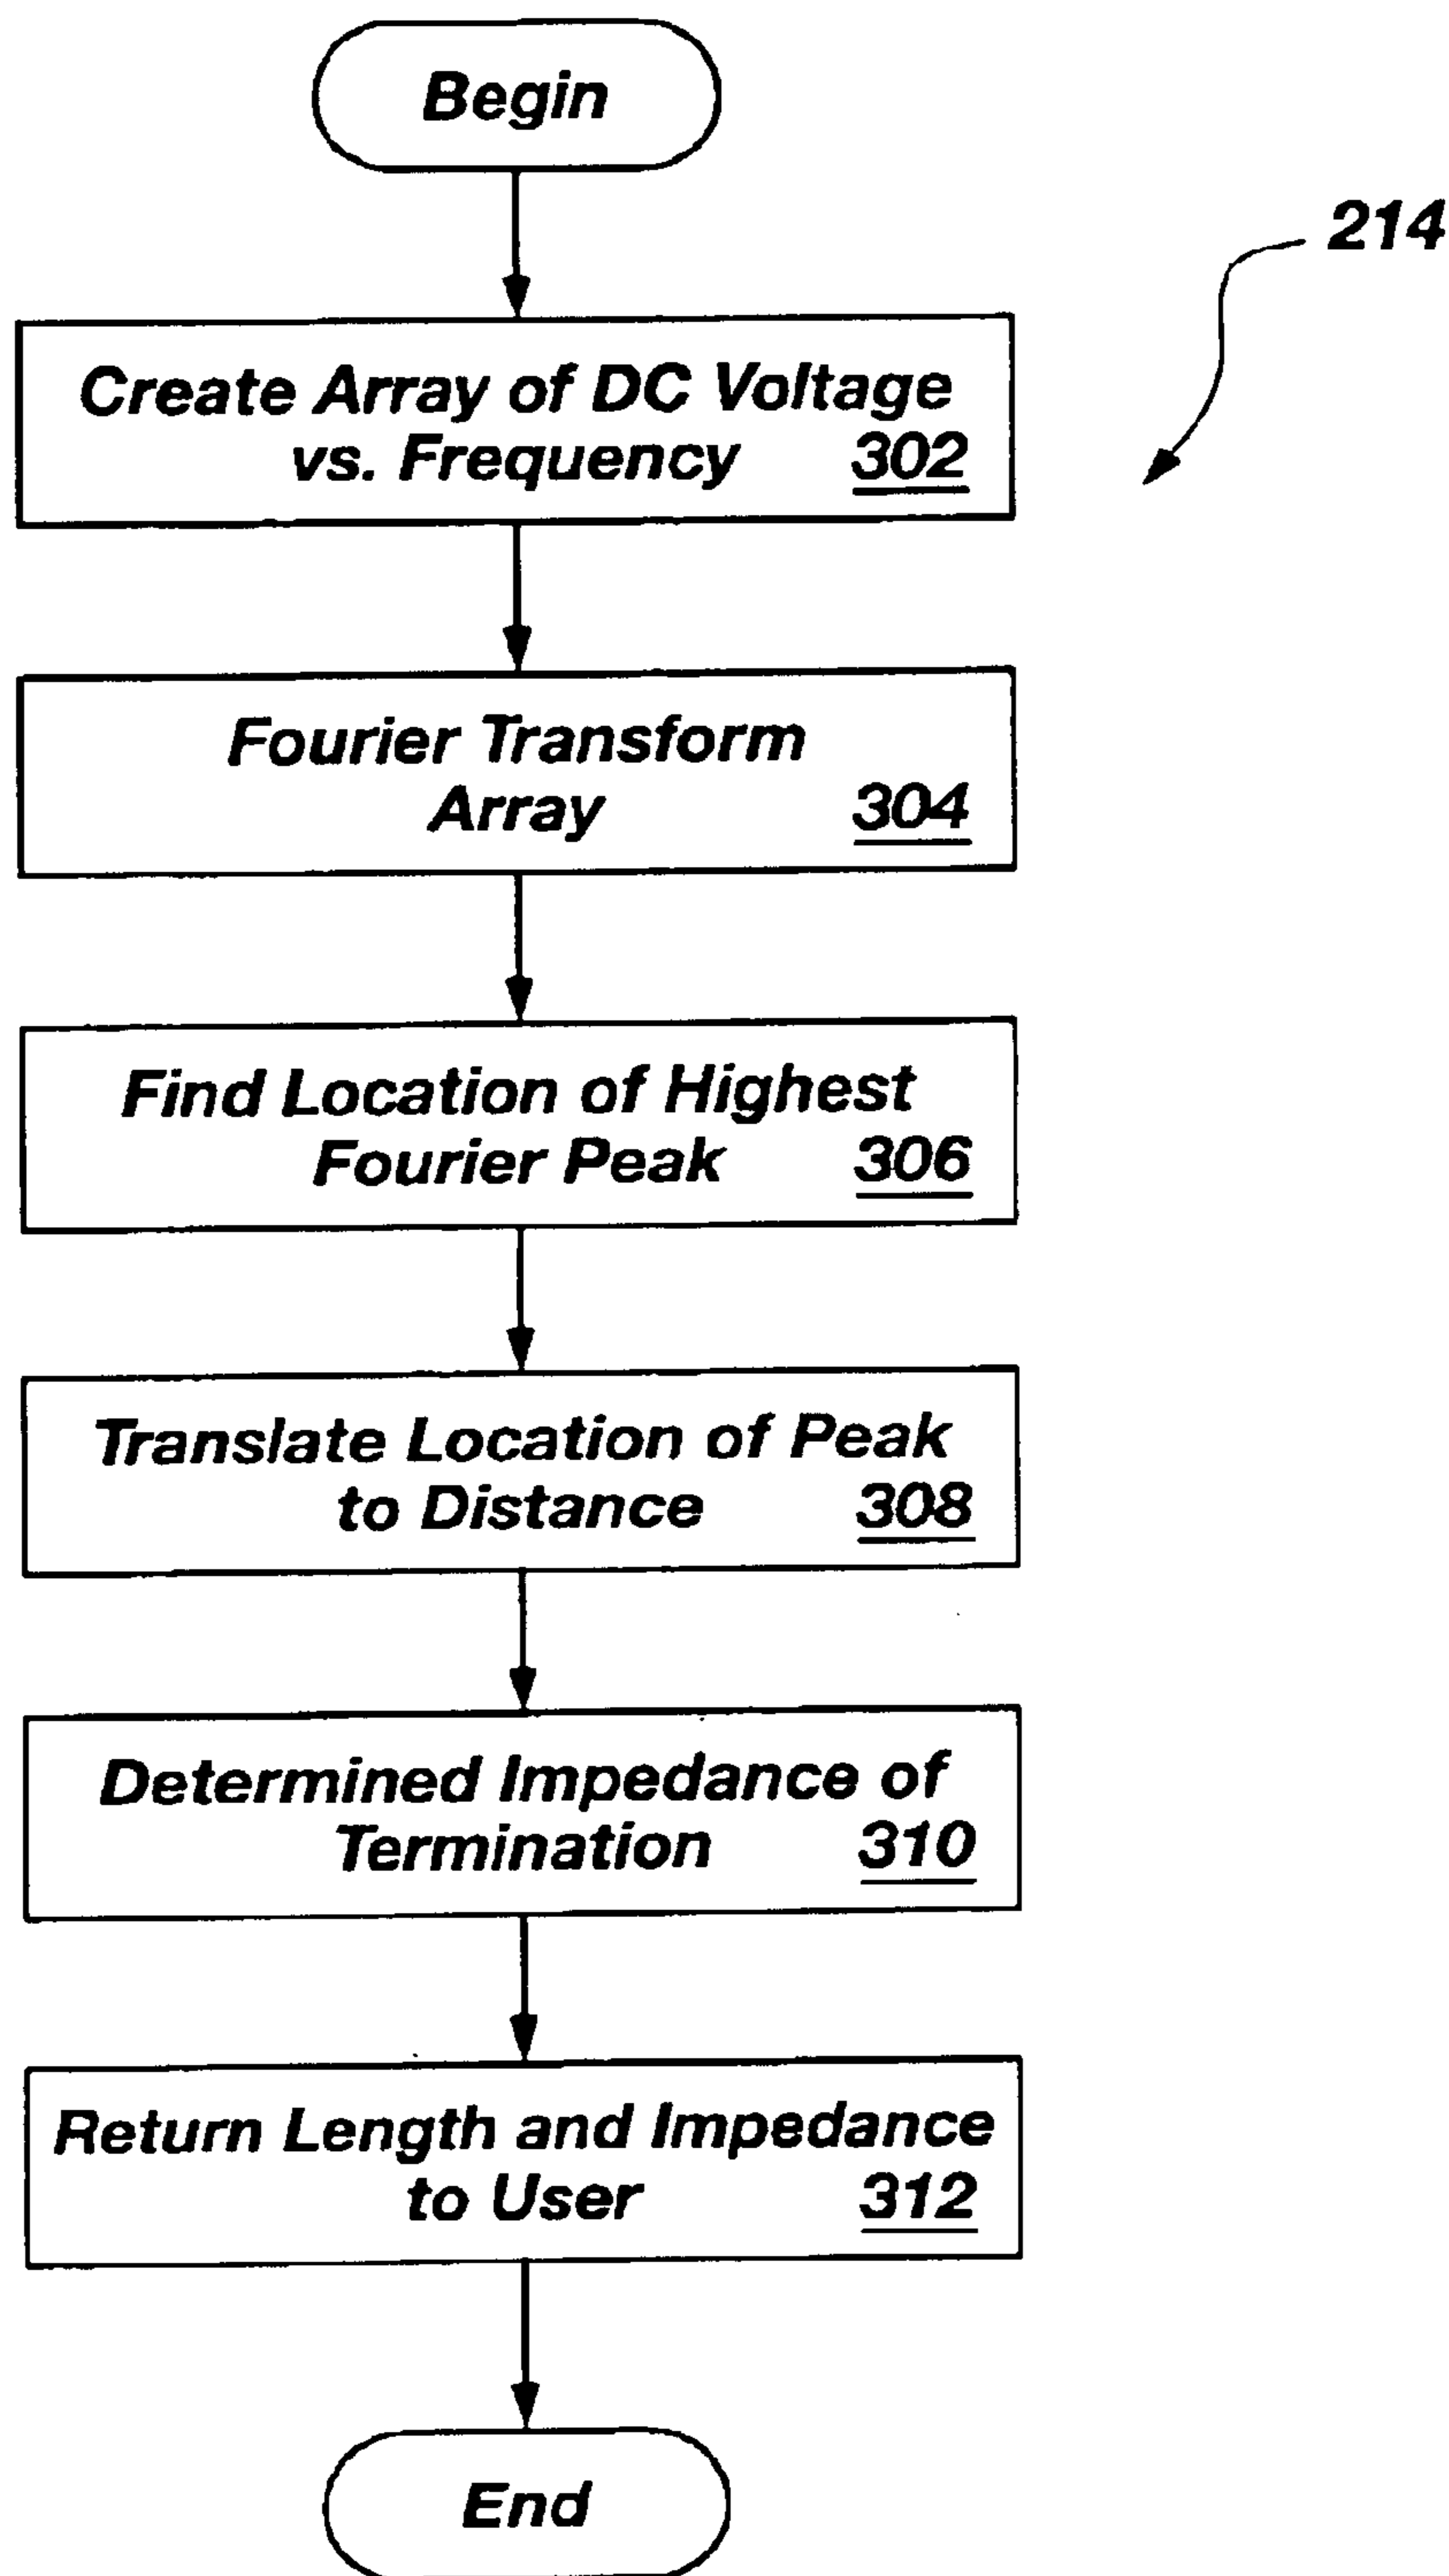 Begin
214
Create Array of DC Voltage
vs. Frequency 302
Fourier Transform
Array 304
Find Location of Highest
Fourier Peak 306
Translate Location of Peak
to Distance 308
Determined Impedance of
Termination 310
Return Length and Impedance
to User 312
End